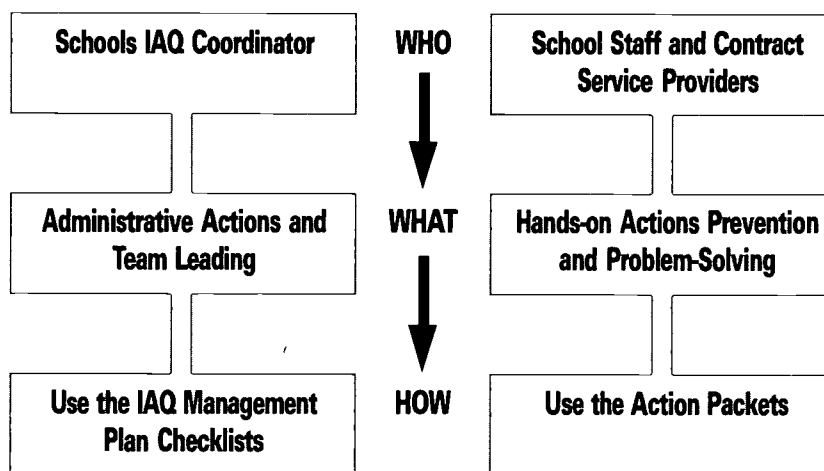 Schools IAQ Coordinator
WHO
School Staff and Contract
Service Providers
Administrative Actions and
Team Leading
WHAT
Hands-on Actions Prevention
and Problem-Solving
Use the IAQ Management
Plan Checklists
HOW
Use the Action Packets